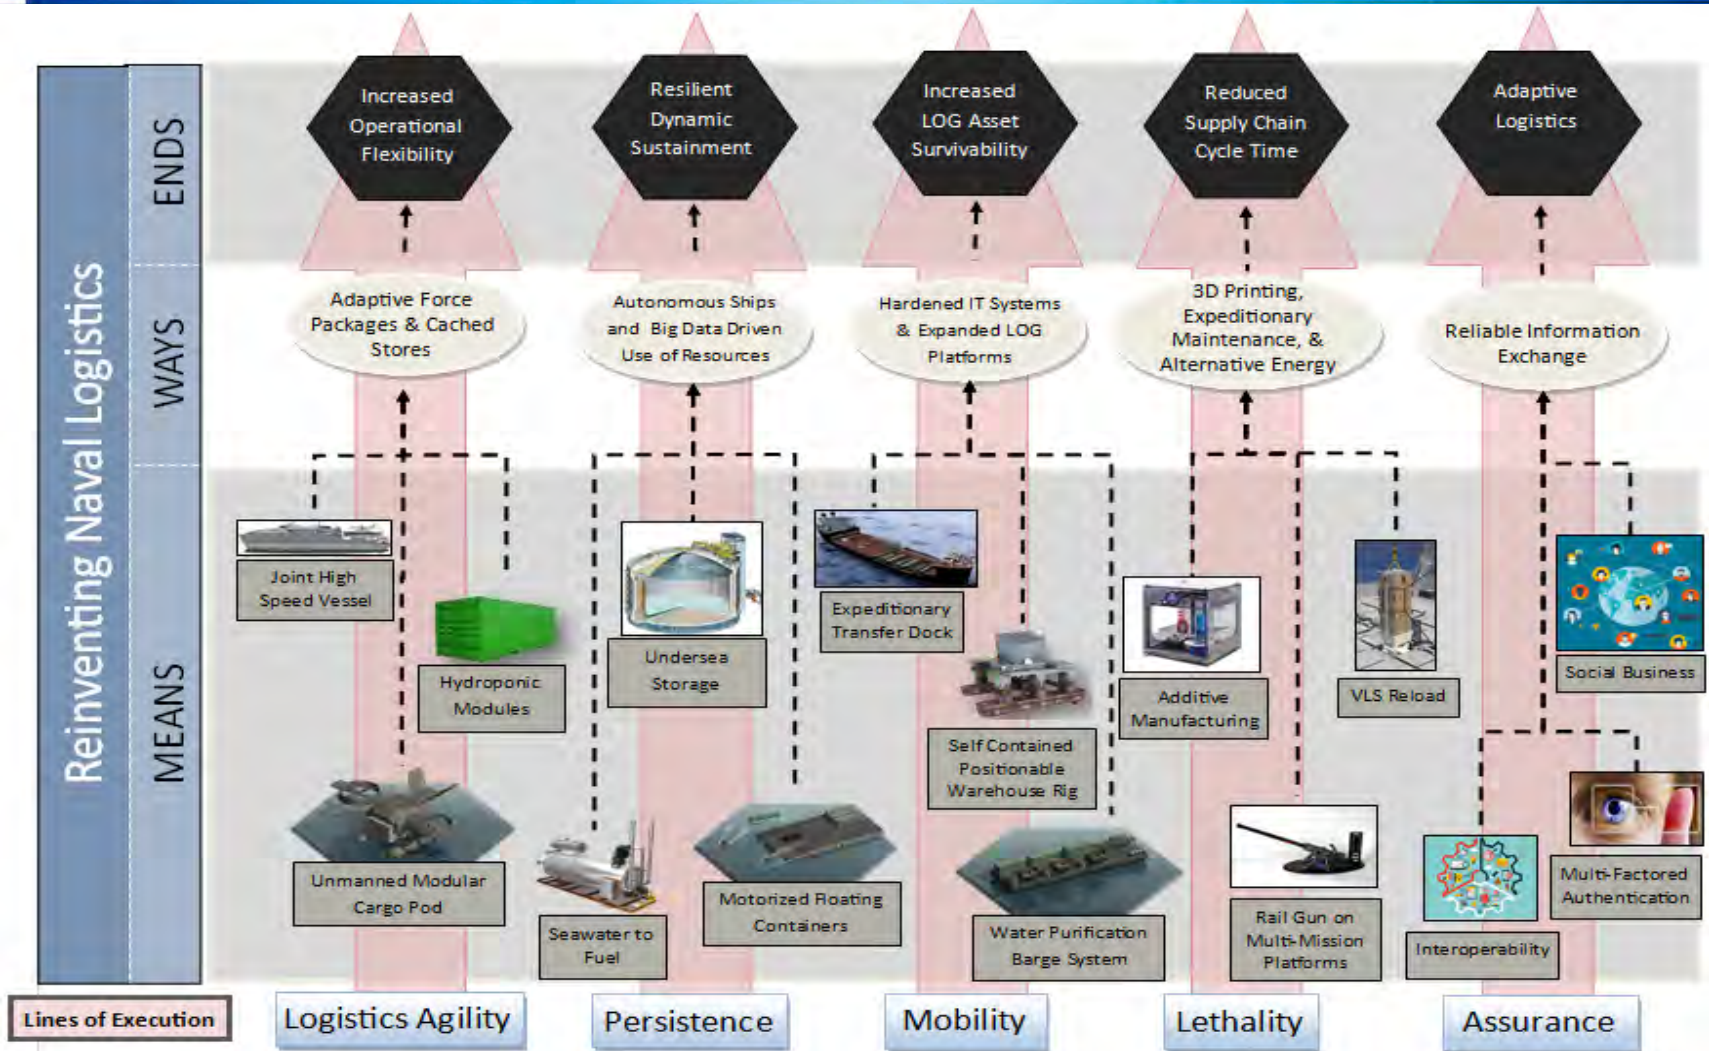 Reinventing Naval Logistics
ENDS
WAYS
MEANS
Increased
Operational
Flexibility
Resilient
Dynamic
Sustainment
Increased
LOG Asset
Survivability
Reduced
Supply Chain
Cycle Time
Adaptive
Logistics
Adaptive Force
Packages & Cached
Stores
Autonomous Ships
and Big Data Driven
Use of Resources
Hardened IT Systems
& Expanded LOG
Platforms
3D Printing,
Expeditionary
Maintenance, &
Alternative Energy
Reliable Information
Exchange
Joint High
Speed Vessel
Hydroponic
Modules
Unmanned Modular
Cargo Pod
Undersea
Storage
Seawater to
Fuel
Motorized Floating
Containers
Expeditionary
Transfer Dock
Self Contained
Positionable
Warehouse Rig
Water Purification
Barge System
Additive
Manufacturing
VLS Reload
Rail Gun on
Multi-Mission
Platforms
Social Business
Interoperability
Multi-Factored
Authentication
Lines of Execution
Logistics Agility
Persistence
Mobility
Lethality
Assurance